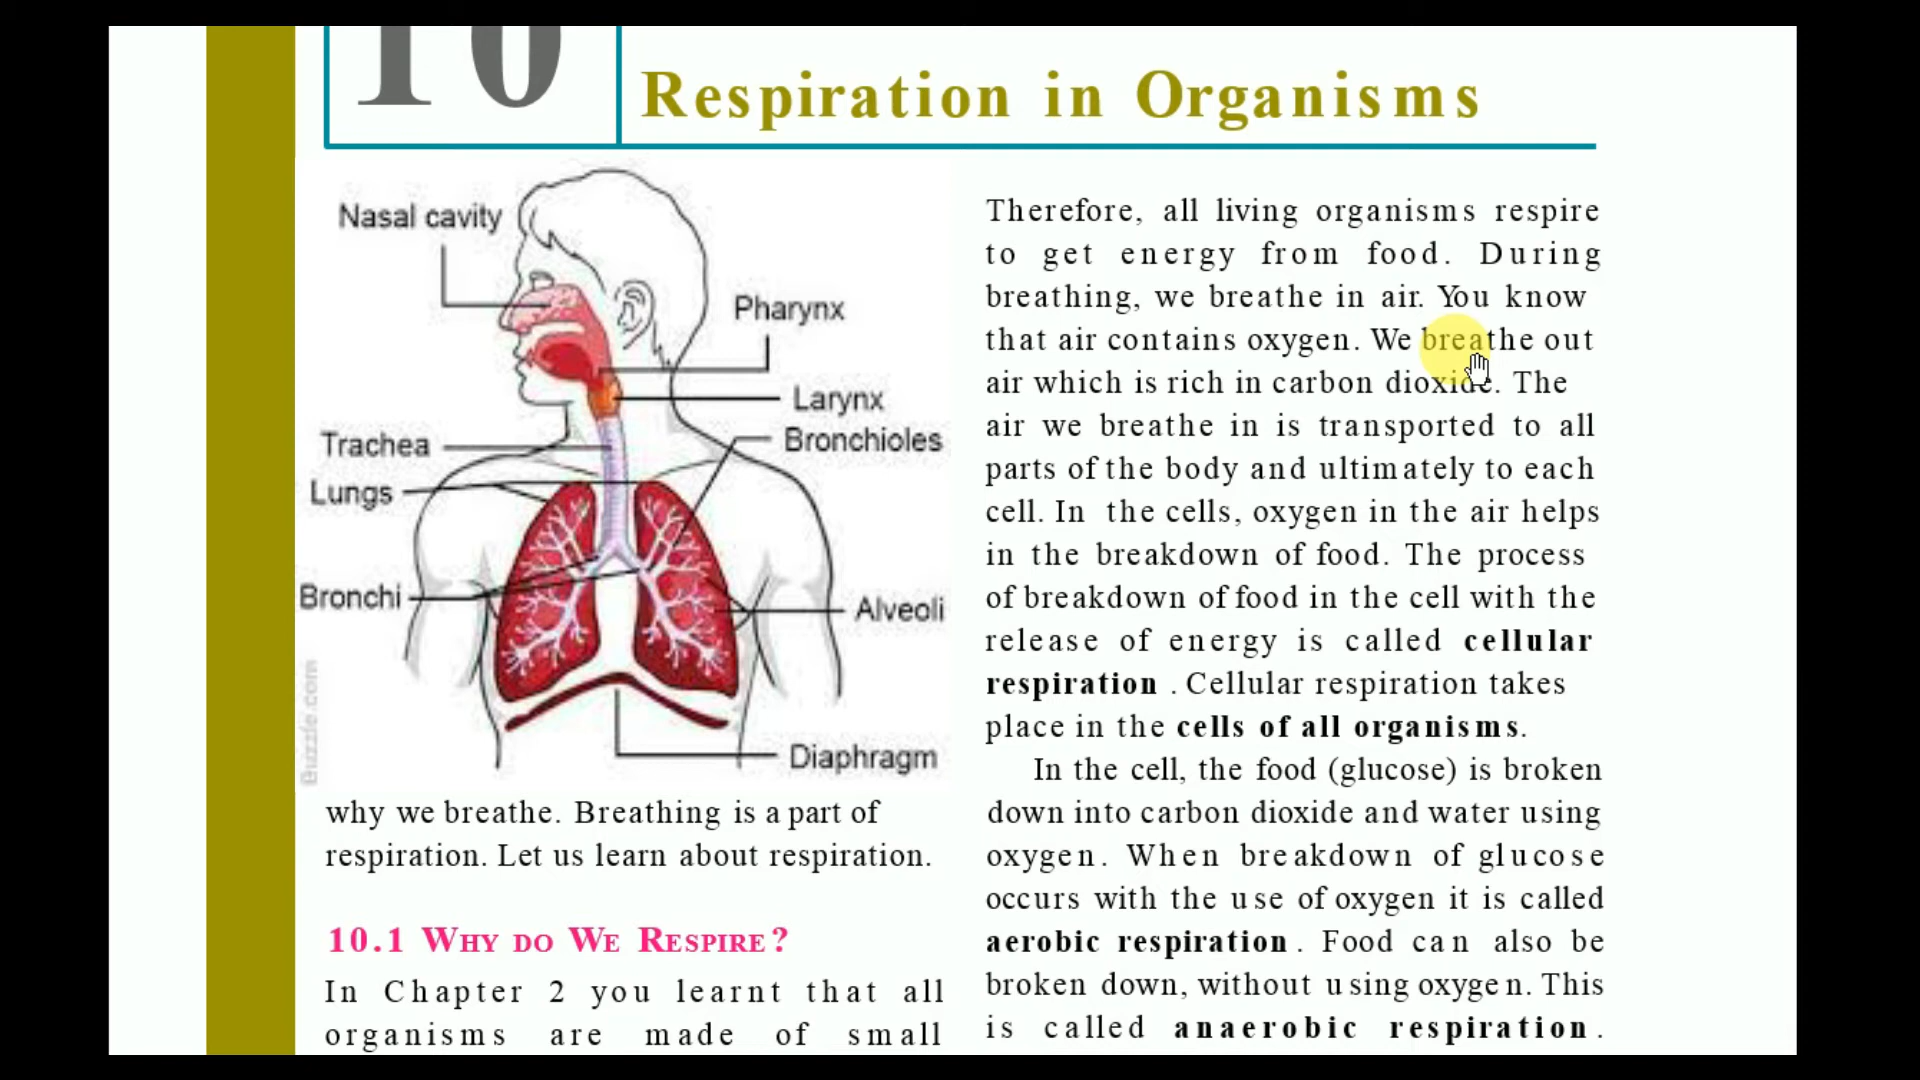 10
Respiration in Organisms
Nasal cavity
Pharynx
Larynx
Bronchioles
Trachea
Lungs
Bronchi
Alveoli
Diaphragm
Buzzle.com
why we breathe. Breathing is a part of
respiration. Let us learn about respiration.
10.1 WHY DO WE RESPIRE?
In Chapter 2 you learnt that all
organisms are made of small
Therefore, all living organisms respire
to get energy from food. During
breathing, we breathe in air. You know
that air contains oxygen. We breathe out
air which is rich in carbon dioxide. The
air we breathe in is transported to all
parts of the body and ultimately to each
cell. In the cells, oxygen in the air helps
in the breakdown of food. The process
of breakdown of food in the cell with the
release of energy is called cellular
respiration . Cellular respiration takes
place in the cells of all organisms.
In the cell, the food (glucose) is broken
down into carbon dioxide and water using
oxygen. When breakdown of glucose
occurs with the use of oxygen it is called
aerobic respiration . Food can also be
broken down, without using oxygen. This
is called anaerobic respiration .